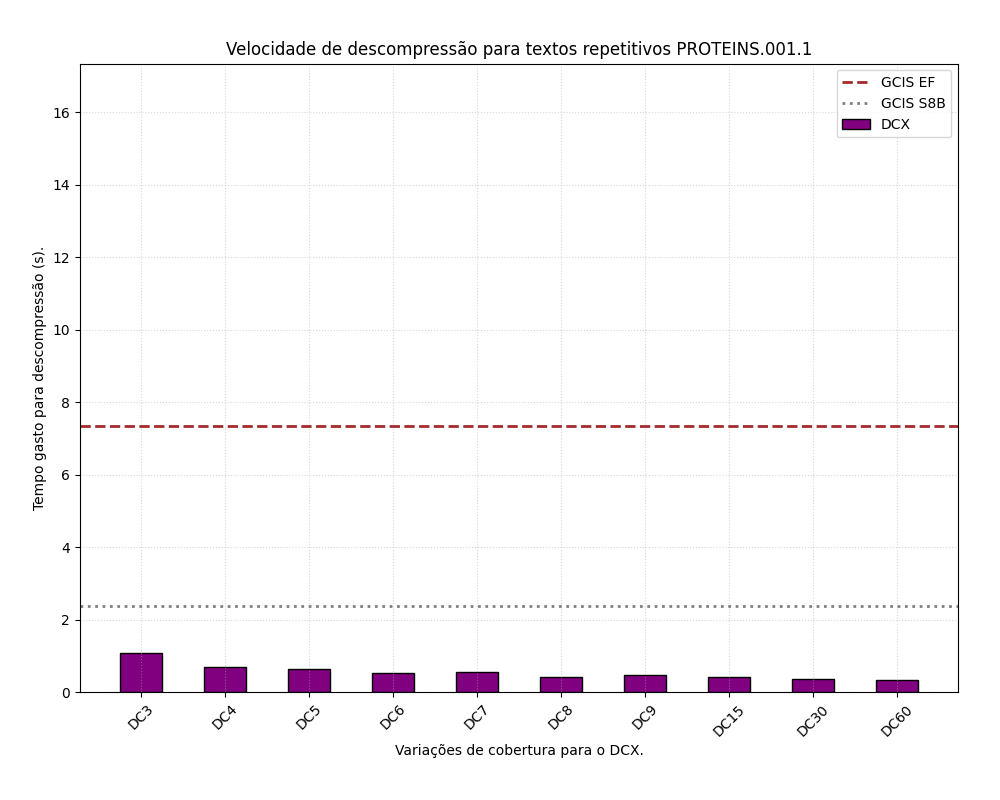 Velocidade de descompressão para textos repetitivos PROTEINS.001.1
GCIS EF
GCIS S8B
DCX
Tempo gasto para descompressão (s).
16
14
12
10
8
6
4
2
0
DC3
DC4
DC5
DC6
DC7
DC8
DC9
DC15
DC30
DC60
Variações de cobertura para o DCX.